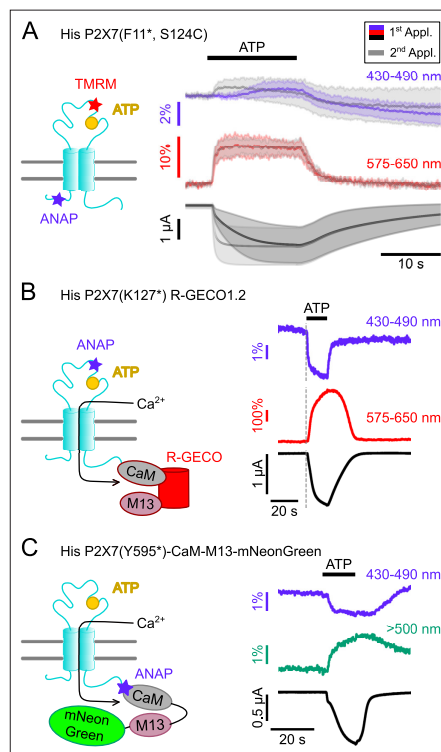 A
His P2X7(F11*, S124C)
ATP
1st Appl.
2nd Appl.
TMRM
ATP
ANAP
430-490 nm
2%
10%
575-650 nm
1 µA
10 s
B
His P2X7(K127*) R-GECO1.2
ANAP
ATP
Ca2+
R-GECO
CaM
M13
ATP
430-490 nm
1%
100%
575-650 nm
1 µA
20 s
C
His P2X7(Y595*)-CaM-M13-mNeonGreen
ATP
Ca2+
ANAP
CaM
mNeon
Green
M13
ATP
430-490 nm
1%
>500 nm
1%
0.5 µA
20 s